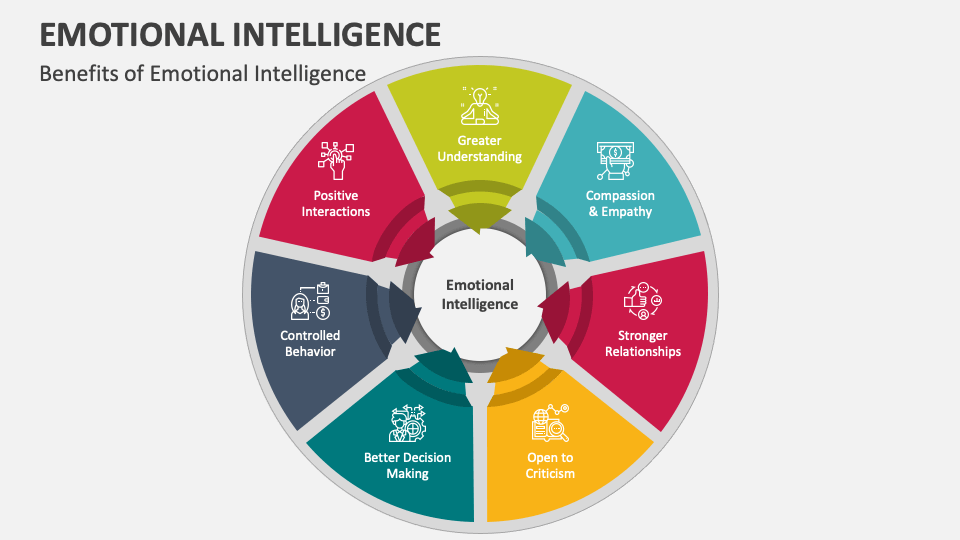 EMOTIONAL INTELLIGENCE
Benefits of Emotional Intelligence
Greater
Understanding
Compassion
& Empathy
Stronger
Relationships
Open to
Criticism
Better Decision
Making
Controlled
Behavior
Positive
Interactions
Emotional
Intelligence